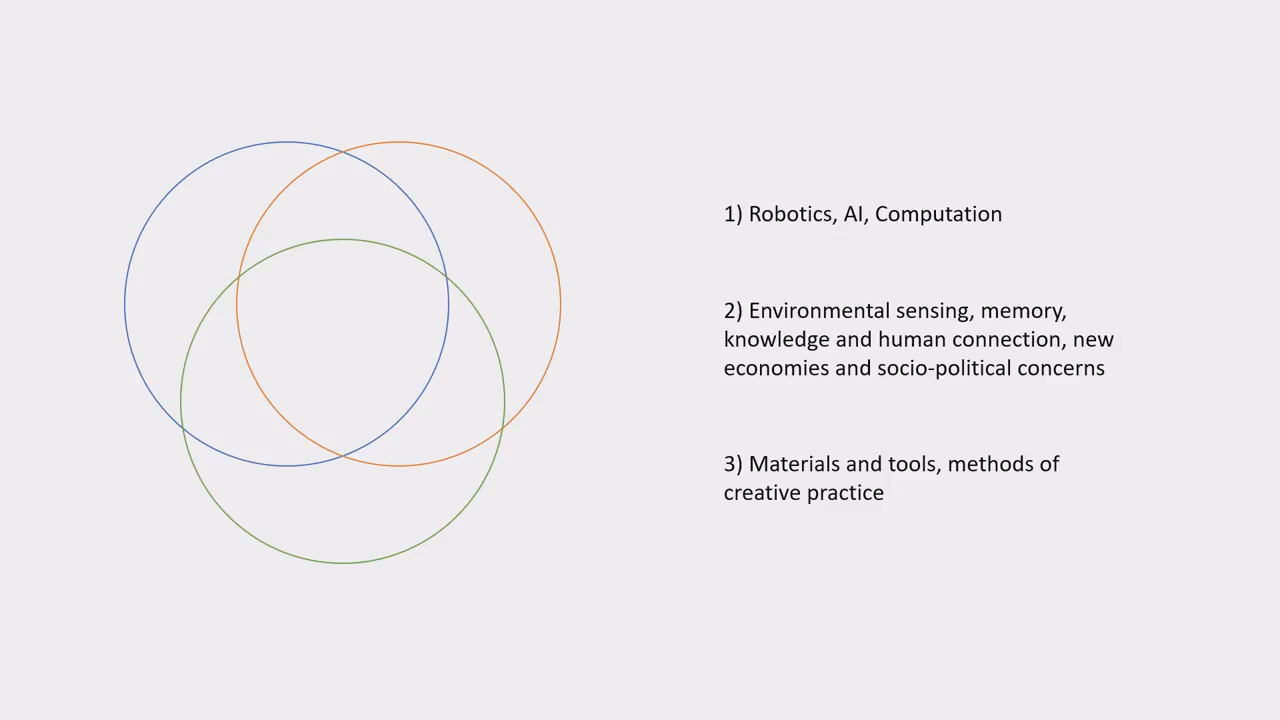 1) Robotics, AI, Computation
2) Environmental sensing, memory,
knowledge and human connection, new
economies and socio-political concerns
3) Materials and tools, methods of
creative practice